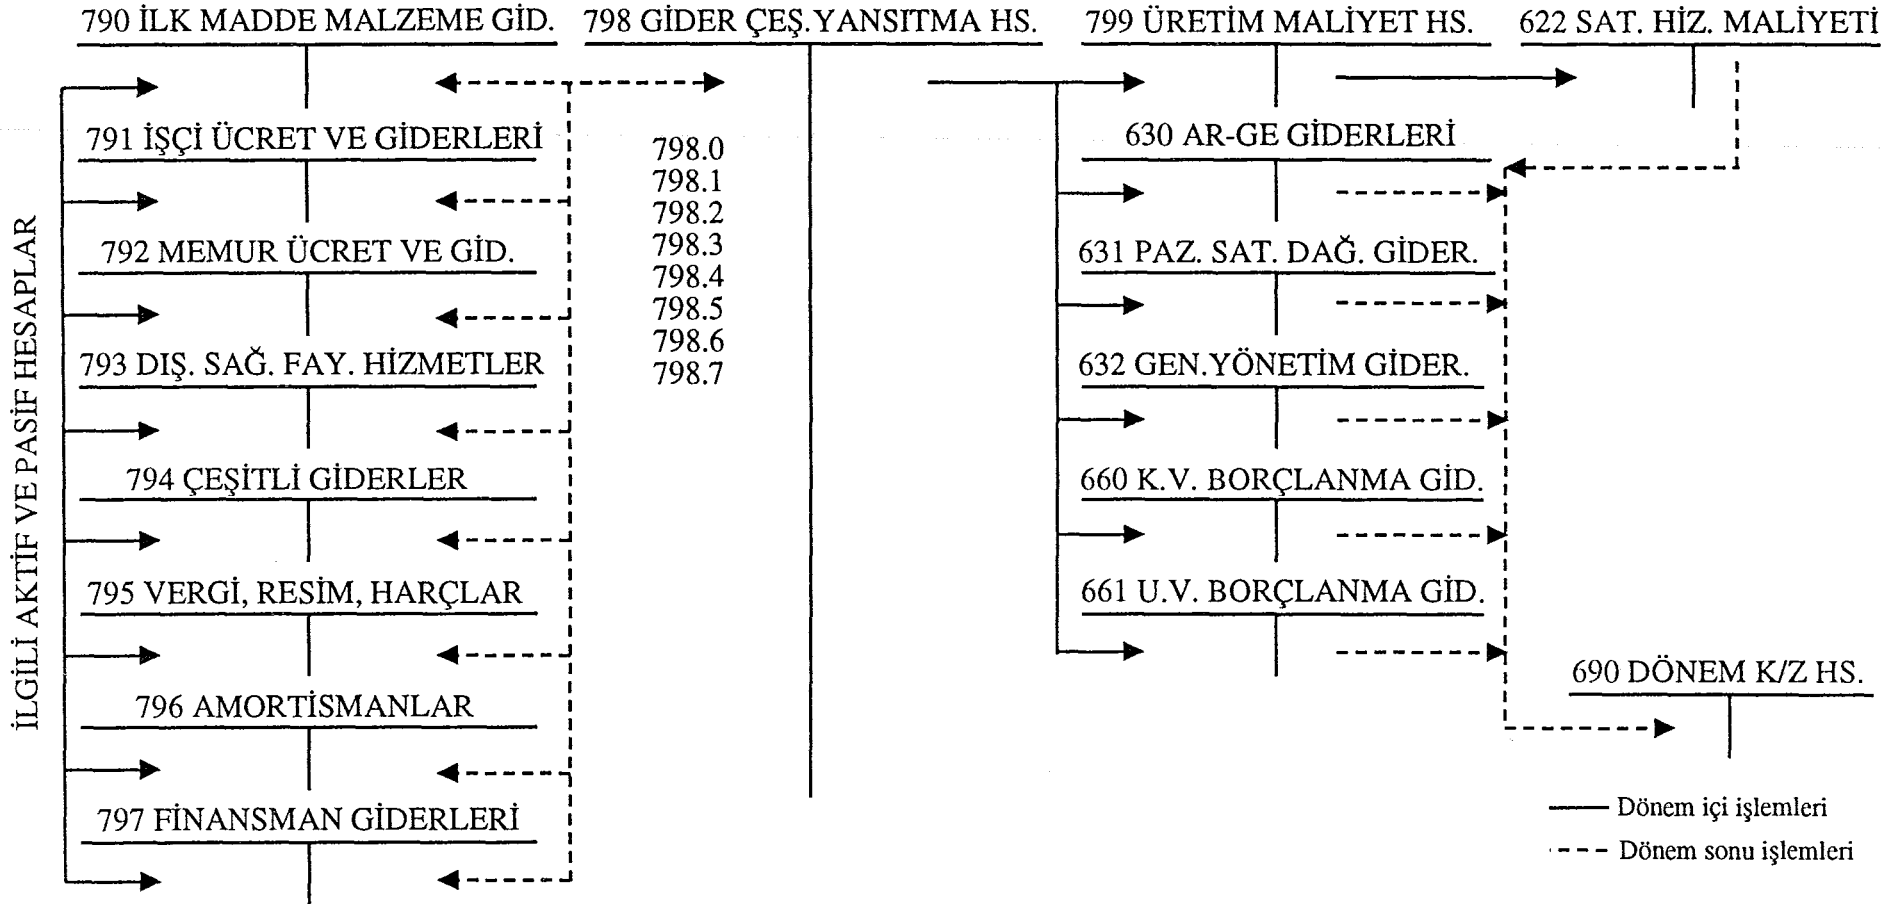 790 İLK MADDE MALZEME GİD.
798 GİDER ÇEŞ.YANSITMA HS.
799 ÜRETİM MALİYET HS.
622 SAT. HİZ. MALİYETİ
İLGİLİ AKTİF VE PASİF HESAPLAR
791 İŞÇİ ÜCRET VE GİDERLERİ
792 MEMUR ÜCRET VE GİD.
793 DIŞ. SAĞ. FAY. HİZMETLER
794 ÇEŞİTLİ GİDERLER
795 VERGİ, RESİM, HARÇLAR
796 AMORTİSMANLAR
797 FİNANSMAN GİDERLERİ
798.0
798.1
798.2
798.3
798.4
798.5
798.6
798.7
630 AR-GE GİDERLERİ
631 PAZ. SAT. DAĞ. GİDER.
632 GEN.YÖNETİM GİDER.
660 K.V. BORÇLANMA GİD.
661 U.V. BORÇLANMA GİD.
690 DÖNEM K/Z HS.
Dönem içi işlemleri
Dönem sonu işlemleri